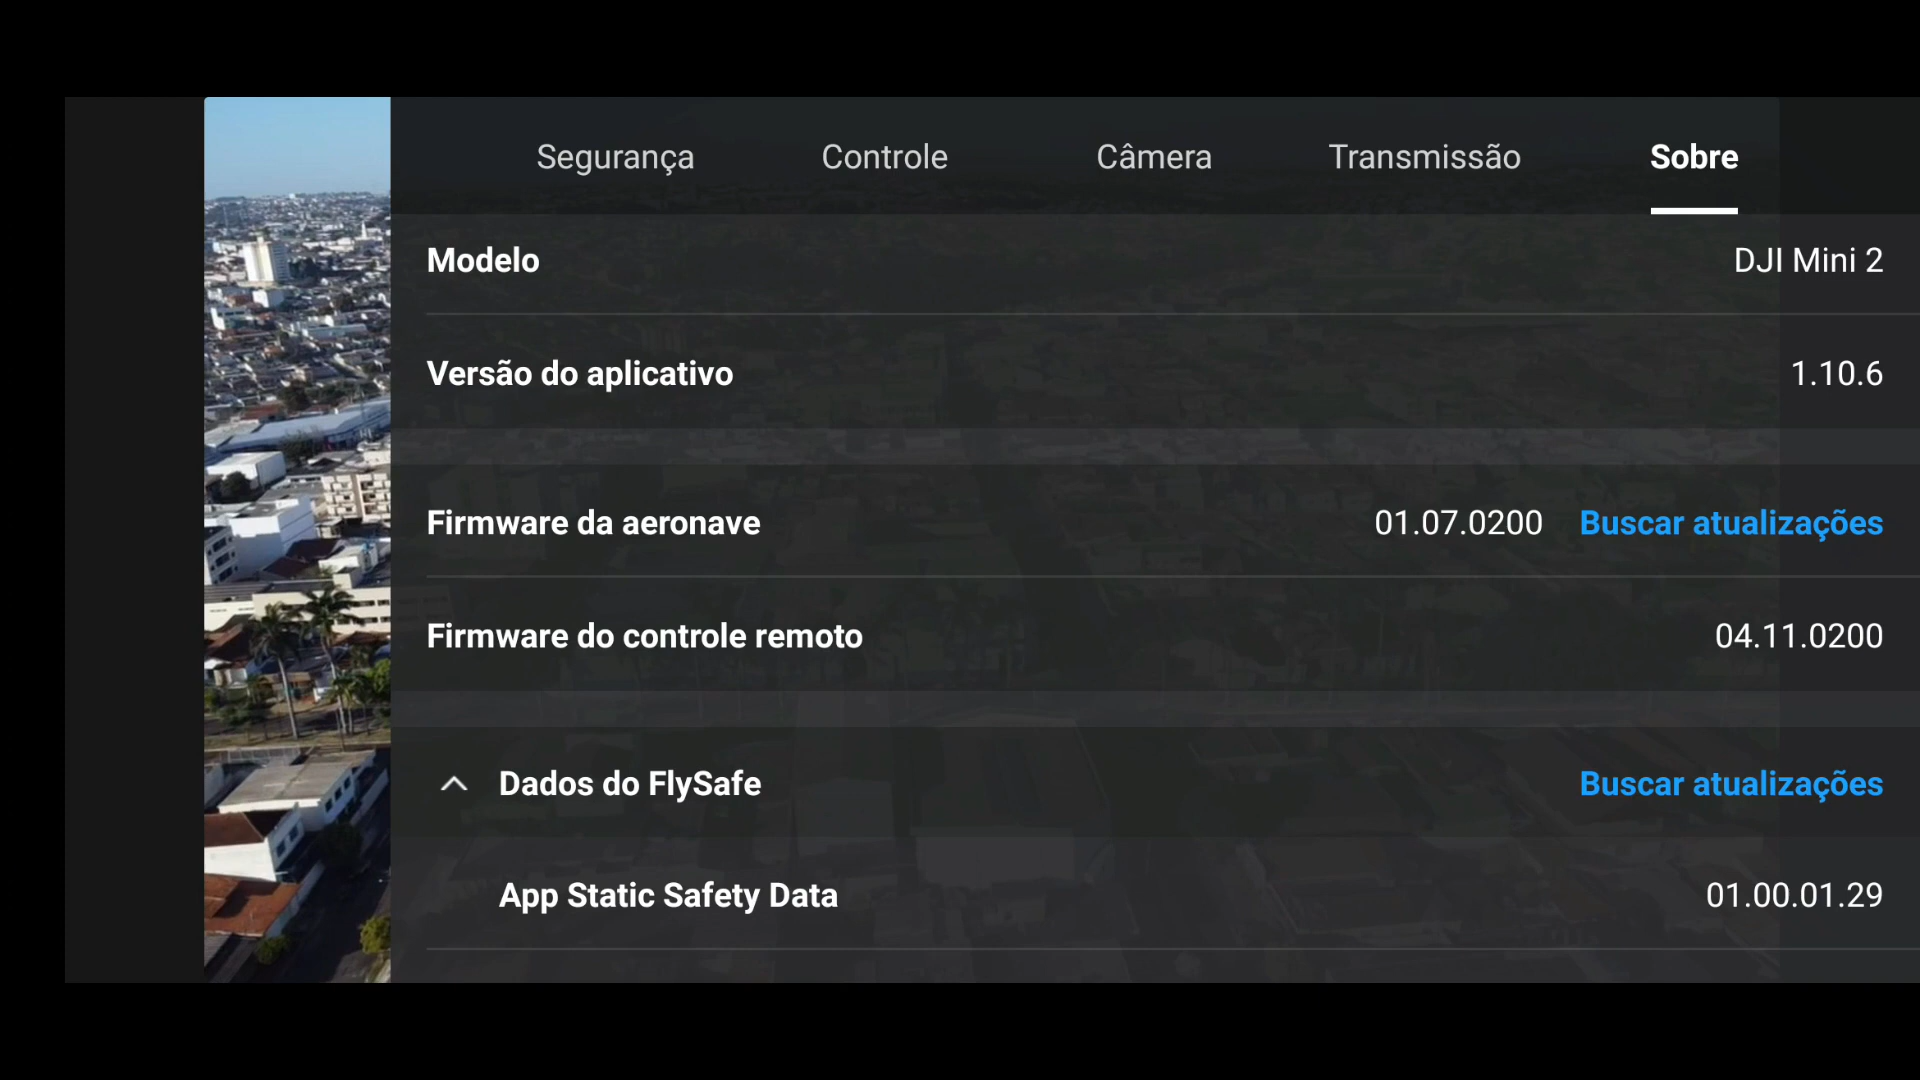 Segurança Controle Câmera Transmissão Sobre
Modelo DJI Mini 2
Versão do aplicativo 1.10.6
Firmware da aeronave 01.07.0200 Buscar atualizações
Firmware do controle remoto 04.11.0200
Dados do FlySafe Buscar atualizações
App Static Safety Data 01.00.01.29